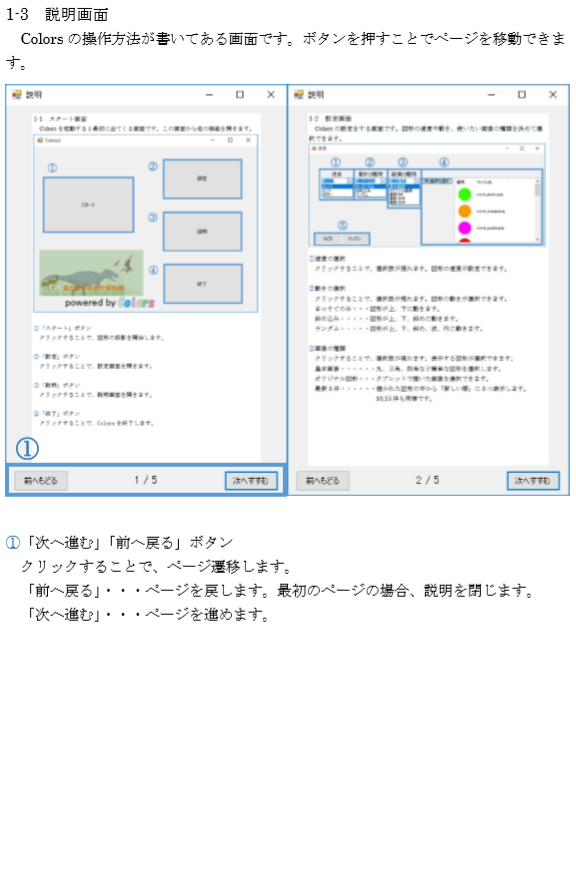 1-3 説明画面
Colors の操作方法が書いてある画面です。ボタンを押すことでページを移動できま
す。
説明
1-1 スタート画面
Colors を起動すると最初に出てくる画面です。この画面から他の機能を開きます。
①
スタート
②
設定
③
説明
④
終了
powered by Colors
①「スタート」ボタン
クリックすることで、図形の投影を開始します。
②「設定」ボタン
クリックすることで、設定画面を開きます。
③「説明」ボタン
クリックすることで、説明画面を開きます。
④「終了」ボタン
クリックすることで、Colorsを終了します。
①
前へもどる
1 / 5
次へすすむ
説明
1-2 設定画面
Colors の設定をする画面です。図形の速度や動き、使いたい画像の種類を決めて選
択できます。
① ② ③ ④
⑤
①速度の選択
クリックすることで、選択肢が現れます。図形の速度が設定できます。
②動きの選択
クリックすることで、選択肢が現れます。図形の動きが選択できます。
まっすぐのみ・・・図形が上、下に動きます。
斜め込み・・・・・図形が上、下、斜めに動きます。
ランダム・・・・・図形が上、下、斜め、波、円に動きます。
③画像の種類
クリックすることで、選択肢が現れます。表示する図形が選択できます。
基本画像・・・・・・丸、三角、四角など簡単な図形を選択します。
オリジナル図形・・・タブレットで描いた画像を選択できます。
最新5件・・・・・・描かれた図形の中から「新しい順」に5つ表示します。
10,15件も同様です。
前へもどる
2 / 5
次へすすむ
①「次へ進む」「前へ戻る」ボタン
クリックすることで、ページ遷移します。
「前へ戻る」・・・ページを戻します。最初のページの場合、説明を閉じます。
「次へ進む」・・・ページを進めます。